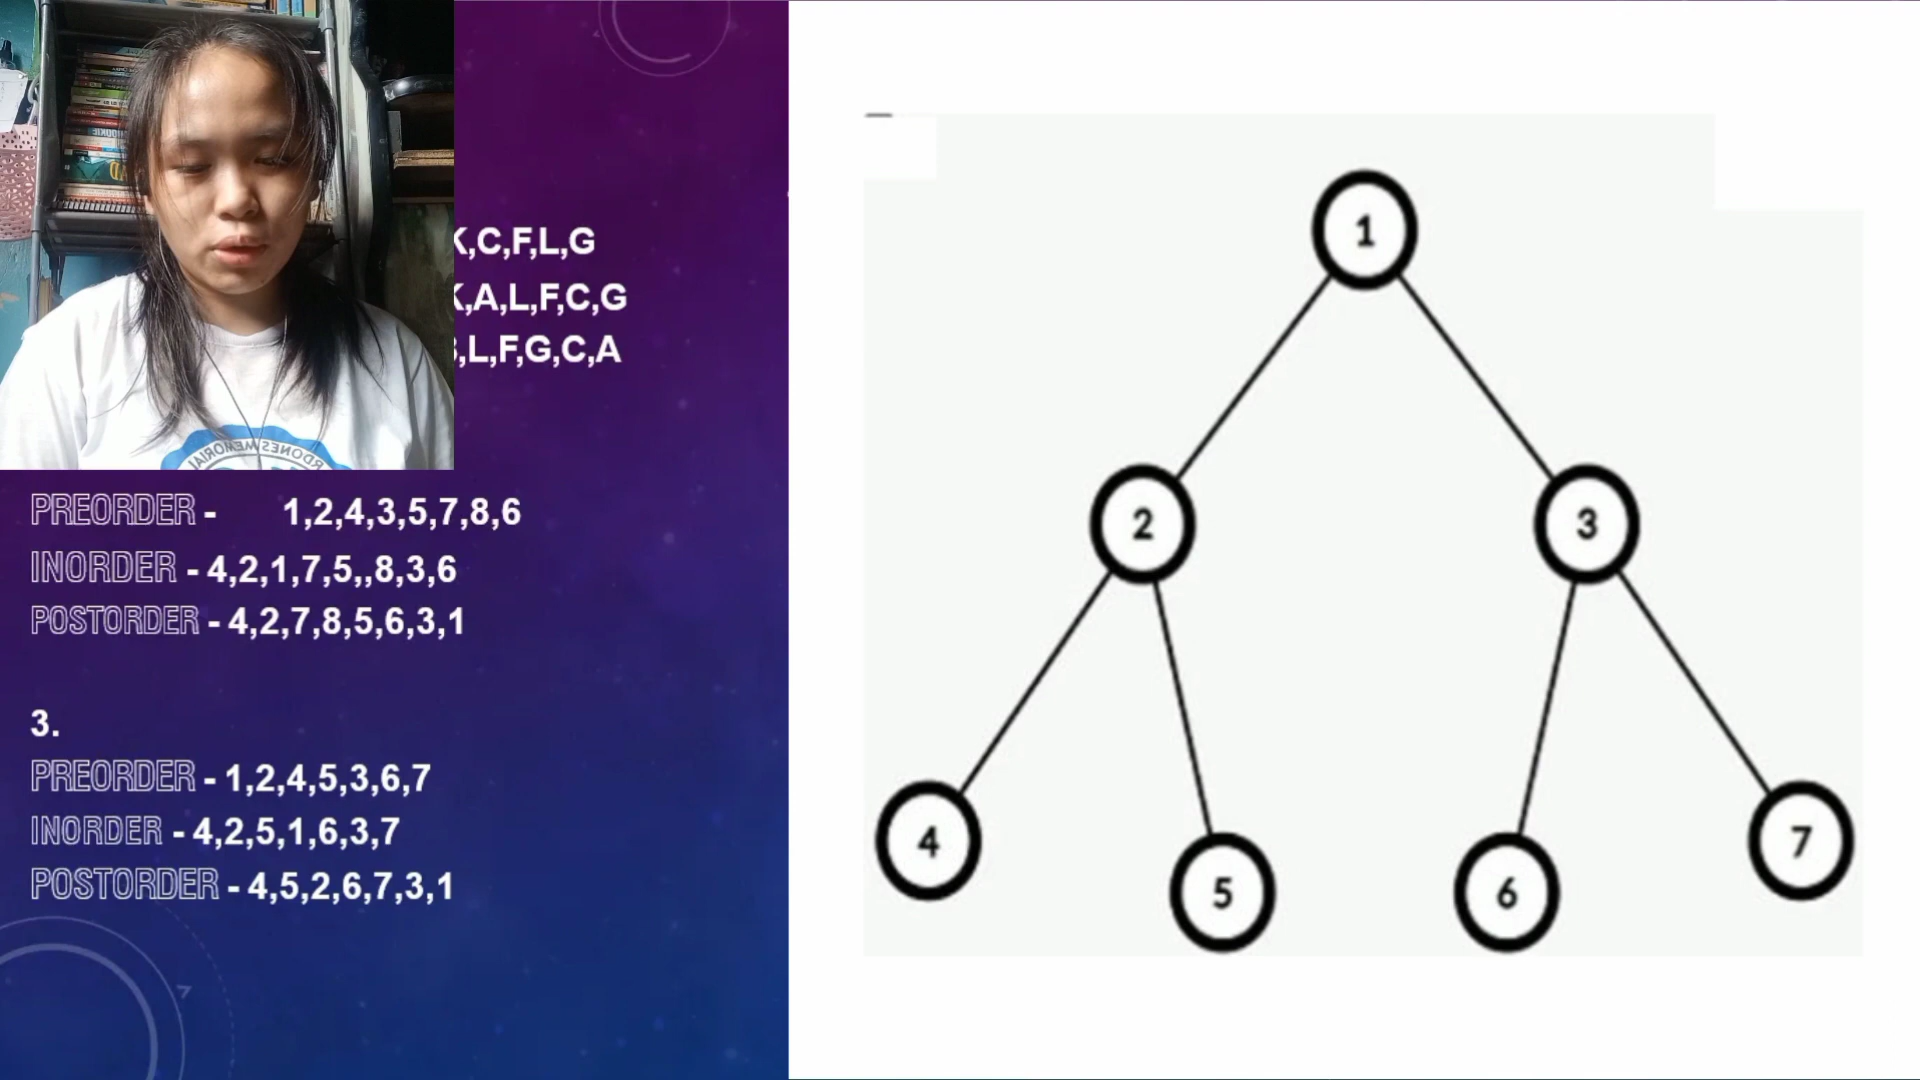 K,C,F,L,G
K,A,L,F,C,G
,L,F,G,C,A
PREORDER - 1,2,4,3,5,7,8,6
INORDER - 4,2,1,7,5,,8,3,6
POSTORDER - 4,2,7,8,5,6,3,1
3.
PREORDER - 1,2,4,5,3,6,7
INORDER - 4,2,5,1,6,3,7
POSTORDER - 4,5,2,6,7,3,1
1
2 3
4 7
5 6